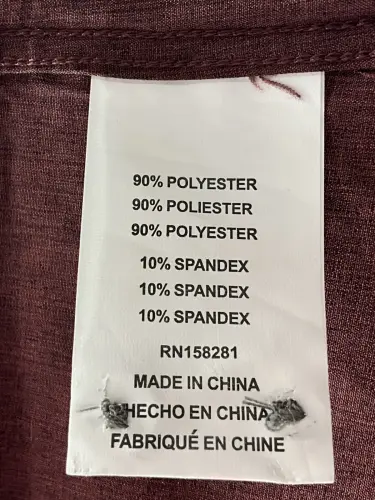 90% POLYESTER
90% POLIESTER
90% POLYESTER
10% SPANDEX
10% SPANDEX
10% SPANDEX
RN158281
MADE IN CHINA
HECHO EN CHINA
FABRIQUÉ EN CHINE